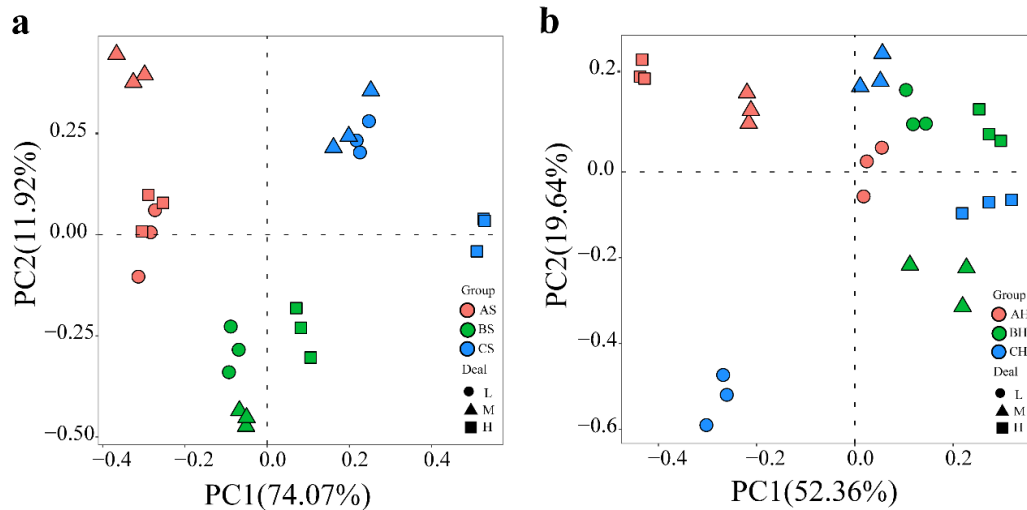 a
0.25
0.00
−0.25
−0.50
−0.4
−0.2
0.0
0.2
0.4
PC1(74.07%)
PC2(11.92%)
Group
AS
BS
CS
Deal
L
M
H
b
0.2
0.0
−0.2
−0.4
−0.6
−0.4
−0.2
0.0
0.2
PC1(52.36%)
PC2(19.64%)
Group
AH
BH
CH
Deal
L
M
H